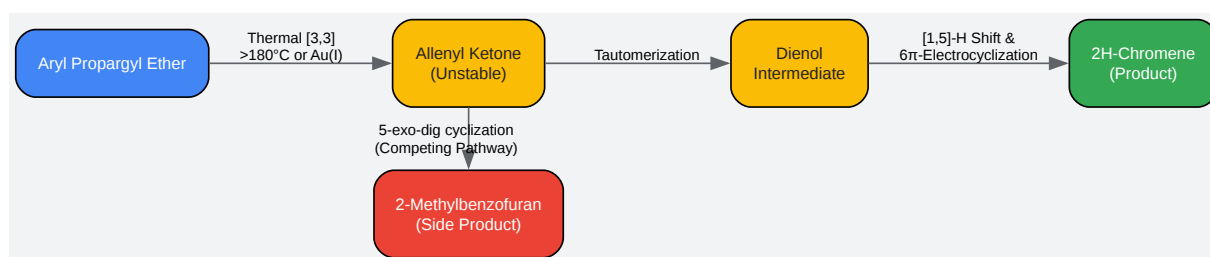 Aryl Propargyl Ether
Thermal [3,3]
>180°C or Au(I)
Allenyl Ketone
(Unstable)
Tautomerization
Dienol
Intermediate
[1,5]-H Shift &
6π-Electrocyclization
2H-Chromene
(Product)
5-exo-dig cyclization
(Competing Pathway)
2-Methylbenzofuran
(Side Product)